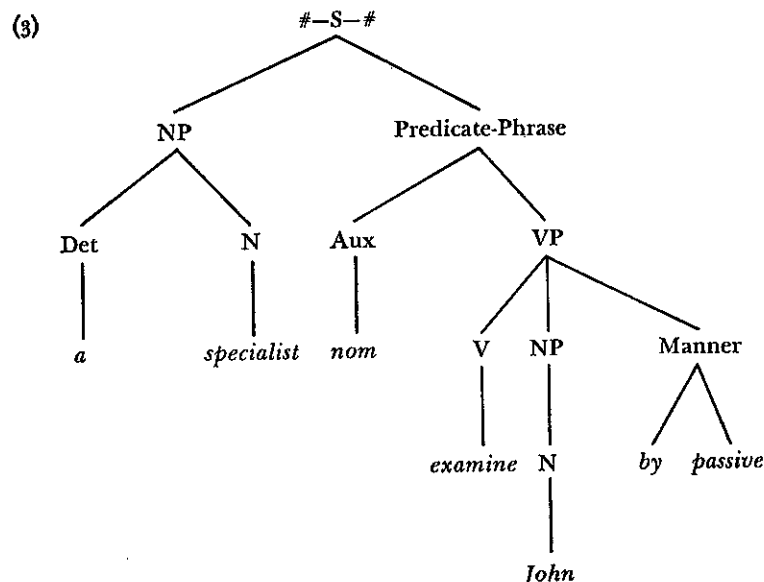 (3)
#–S–#
NP Predicate-Phrase
Det N Aux VP
a specialist nom V NP Manner
examine N by passive
John